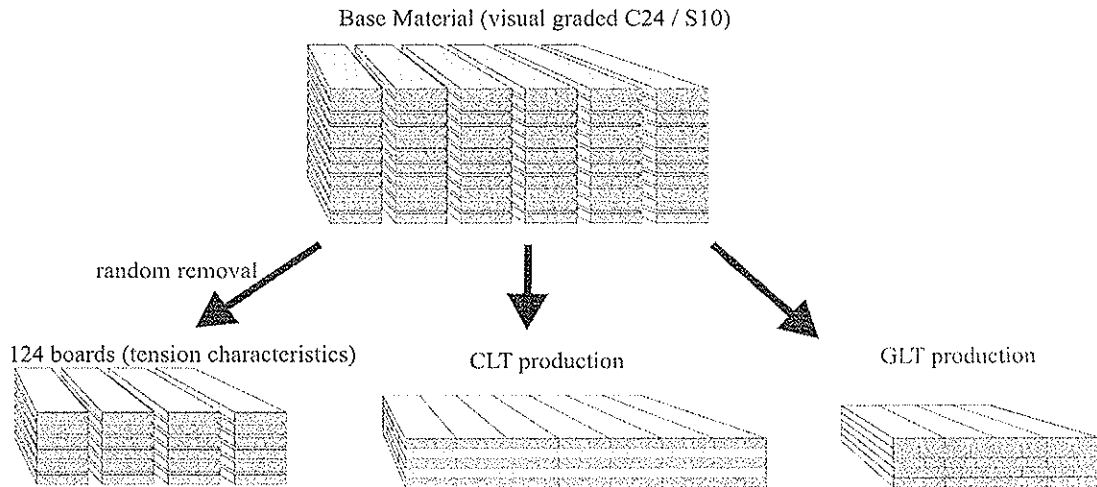 Base Material (visual graded C24 / S10)
random removal
124 boards (tension characteristics)
CLT production
GLT production